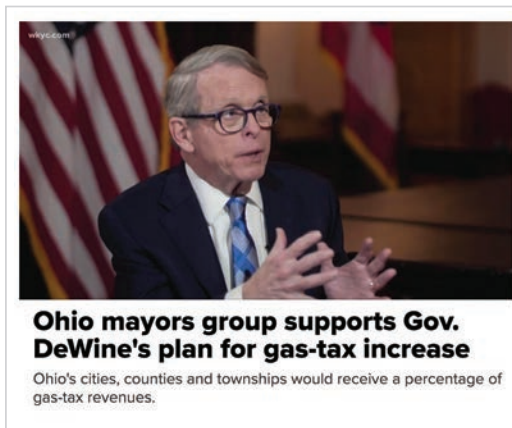 wkyc.com
Ohio mayors group supports Gov.
DeWine's plan for gas-tax increase
Ohio's cities, counties and townships would receive a percentage of
gas-tax revenues.